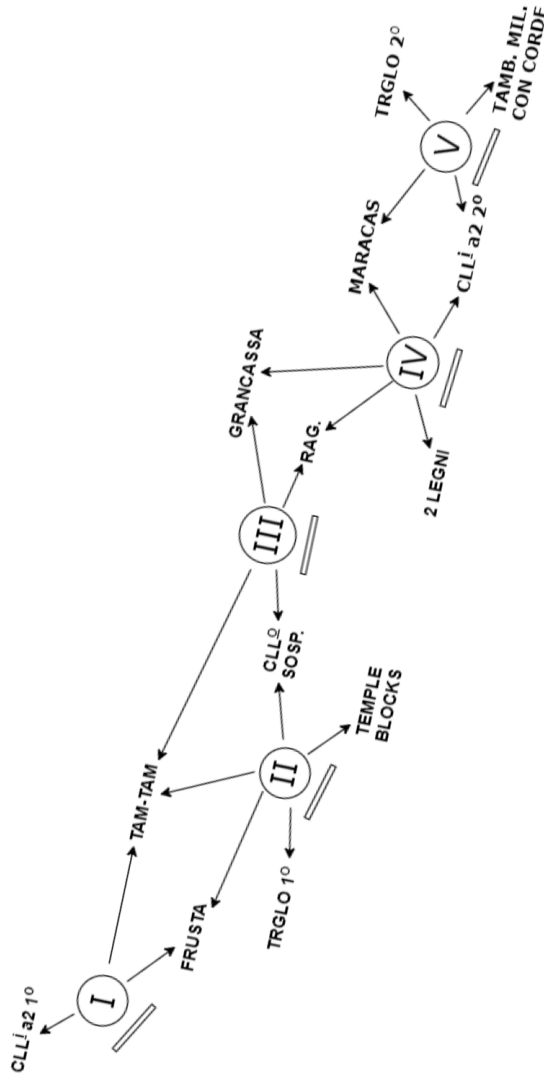 CLLi a2 1o
I
TAM-TAM
FRUSTA
II
TRGLO 1o
CLLo
SOSP.
TEMPLE
BLOCKS
III
GRANCASSA
RAG.
IV
2 LEGNI
MARACAS
CLLi a2 2o
V
TRGLO 2o
TAMB. MIL.
CON CORDE